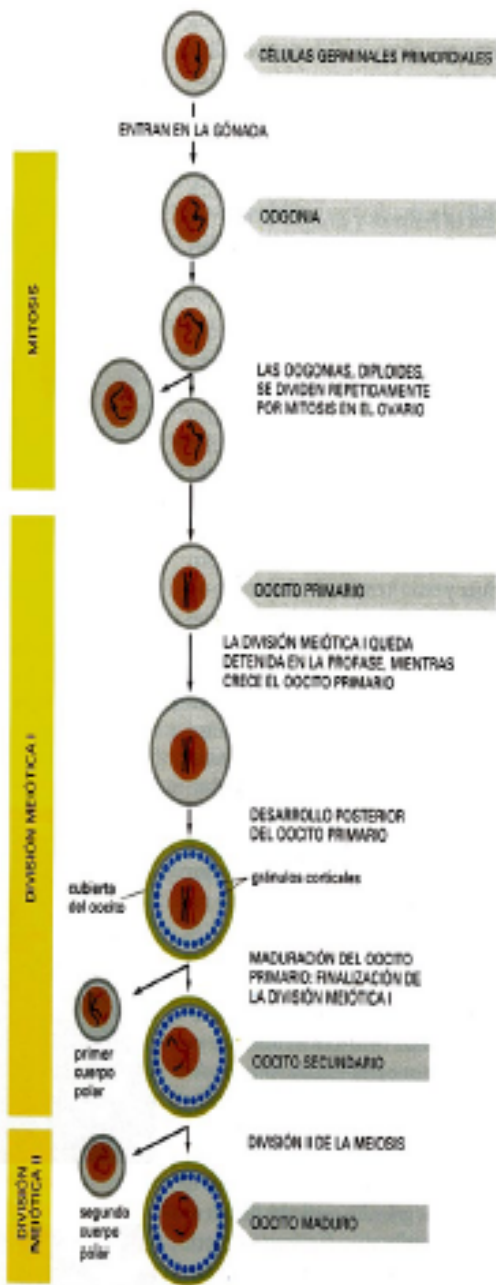 CÉLULAS GERMINALES PRIMORDIALES
ENTRAN EN LA GÓNADA
MITOSIS
OOGONIA
LAS OOGONIAS, DIPLOIDES,
SE DIVIDEN REPETIDAMENTE
POR MITOSIS EN EL OVARIO
DIVISIÓN MEIÓTICA I
OOCITO PRIMARIO
LA DIVISIÓN MEIÓTICA I QUEDA
DETENIDA EN LA PROFASE, MIENTRAS
CRECE EL OOCITO PRIMARIO
DESARROLLO POSTERIOR
DEL OOCITO PRIMARIO
cubierta
del oocito
gránulos corticales
MADURACIÓN DEL OOCITO
PRIMARIO: FINALIZACIÓN DE
LA DIVISIÓN MEIÓTICA I
primer
cuerpo
polar
OOCITO SECUNDARIO
DIVISIÓN
MEIÓTICA II
DIVISIÓN II DE LA MEIOSIS
segundo
cuerpo
polar
OOCITO MADURO